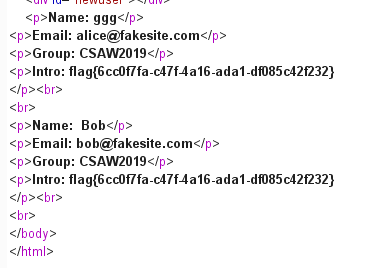 <div id="newuser"></div>
<p>Name: ggg</p>
<p>Email: alice@fakesite.com</p>
<p>Group: CSAW2019</p>
<p>Intro: flag{6cc0f7fa-c47f-4a16-ada1-df085c42f232}
</p><br>
<br>
<p>Name:  Bob</p>
<p>Email: bob@fakesite.com</p>
<p>Group: CSAW2019</p>
<p>Intro: flag{6cc0f7fa-c47f-4a16-ada1-df085c42f232}
</p><br>
<br>
</body>
</html>